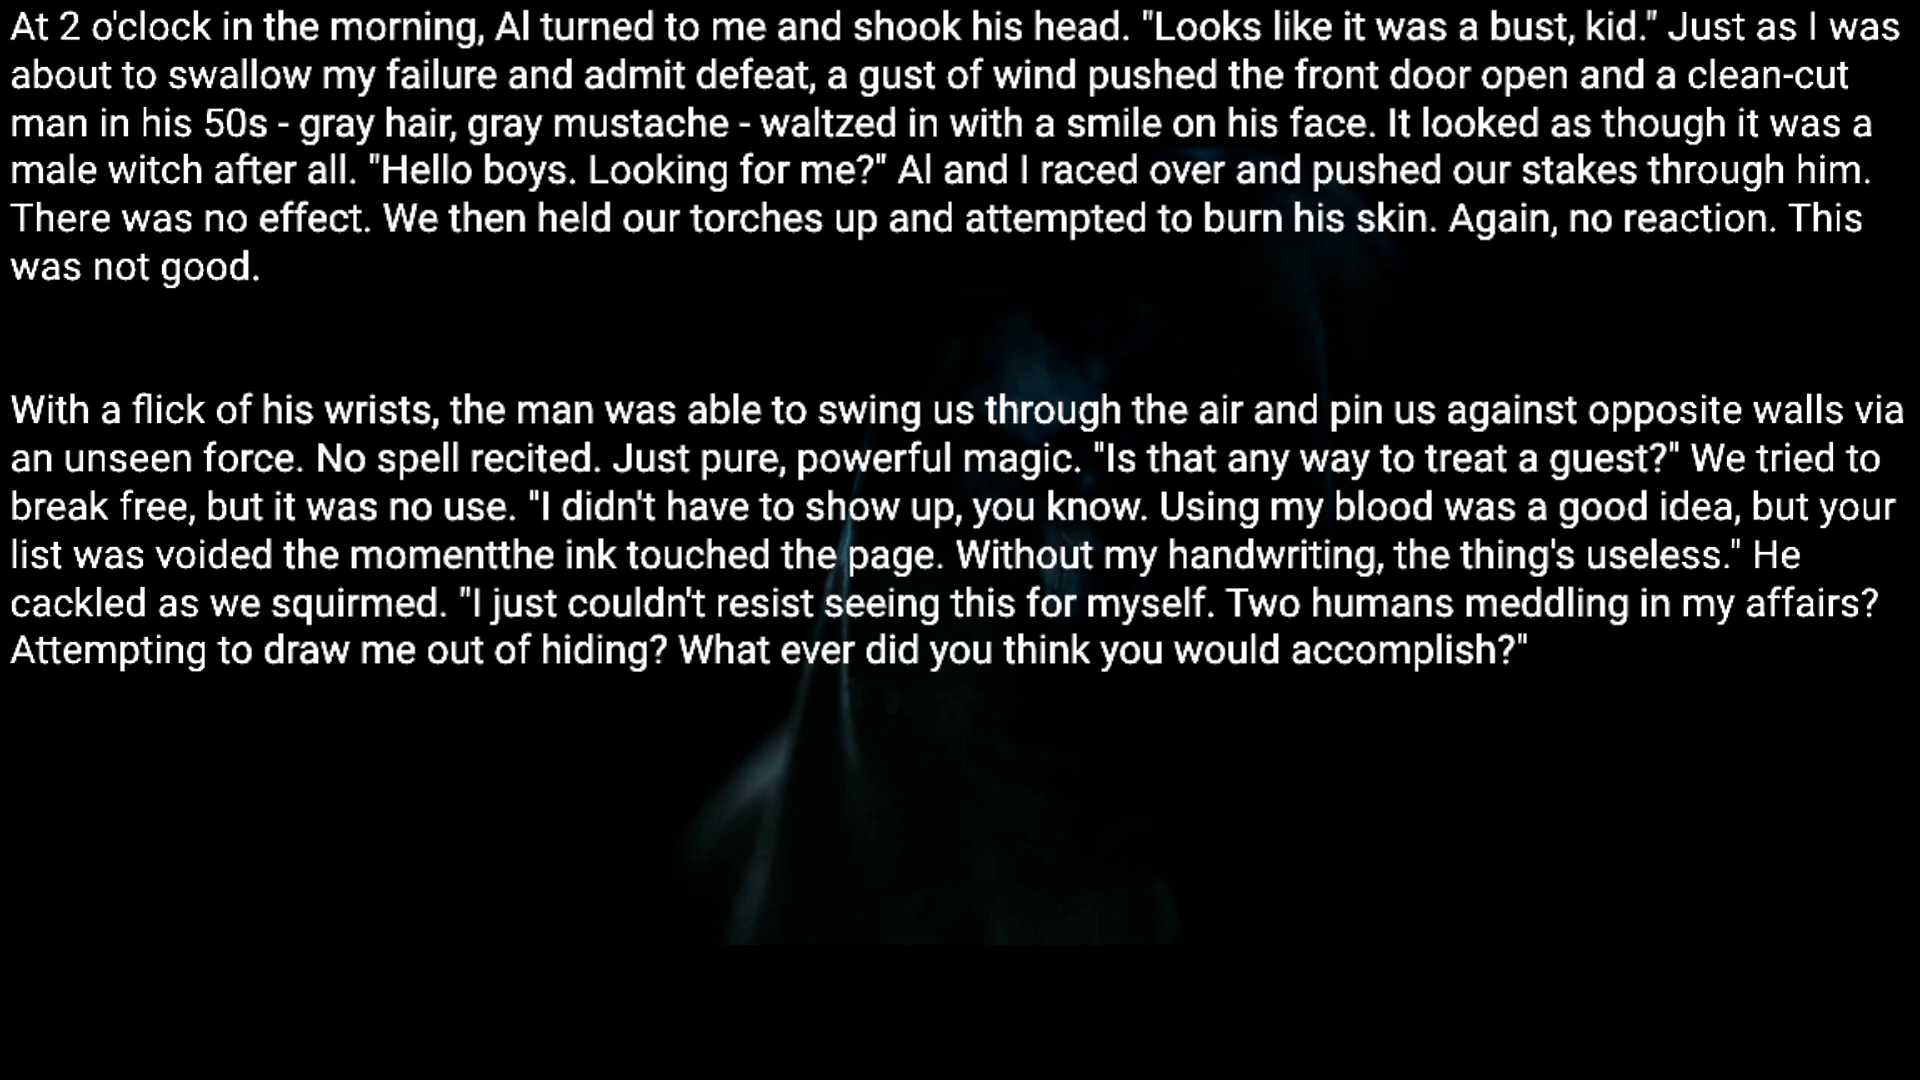 At 2 o'clock in the morning, Al turned to me and shook his head. "Looks like it was a bust, kid." Just as I was
about to swallow my failure and admit defeat, a gust of wind pushed the front door open and a clean-cut
man in his 50s - gray hair, gray mustache - waltzed in with a smile on his face. It looked as though it was a
male witch after all. "Hello boys. Looking for me?" Al and I raced over and pushed our stakes through him.
There was no effect. We then held our torches up and attempted to burn his skin. Again, no reaction. This
was not good.
With a flick of his wrists, the man was able to swing us through the air and pin us against opposite walls via
an unseen force. No spell recited. Just pure, powerful magic. "Is that any way to treat a guest?" We tried to
break free, but it was no use. "I didn't have to show up, you know. Using my blood was a good idea, but your
list was voided the momentthe ink touched the page. Without my handwriting, the thing's useless." He
cackled as we squirmed. "I just couldn't resist seeing this for myself. Two humans meddling in my affairs?
Attempting to draw me out of hiding? What ever did you think you would accomplish?"